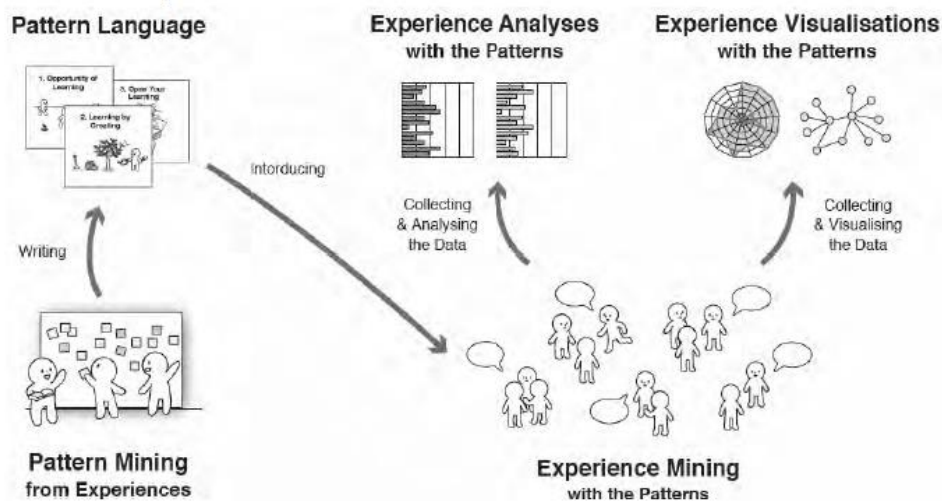 Pattern Language
1. Opportunity of
Learning
3. Open Your
Learning
2. Learning by
Creating
Writing
Pattern Mining
from Experiences
Intorducing
Experience Analyses
with the Patterns
Collecting
& Analysing
the Data
Experience Visualisations
with the Patterns
Collecting
& Visualising
the Data
Experience Mining
with the Patterns